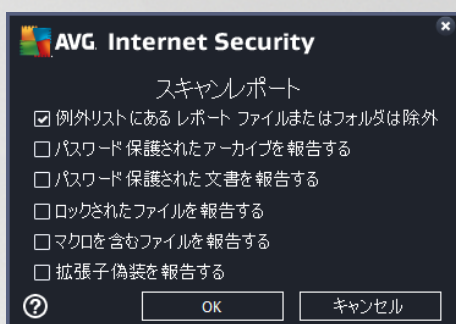 AVG. Internet Security
スキャンレポート
例外リストにある レポート ファイルまたはフォルダは除外
パスワード保護されたアーカイブを報告する
パスワード保護された文書を報告する
ロックされたファイルを報告する
マクロを含むファイルを報告する
拡張子偽装を報告する
OK キャンセル